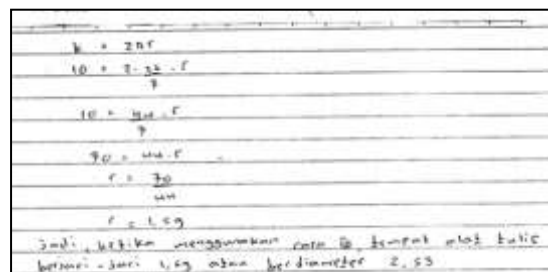 k = 2πr
10 = 2 . 22/7 . r
10 = 44/7 . r
70 = 44 . r
r = 70/44
r = 1,59
Jadi, ketika menggunakan cara tempat alat tulis
berjari-jari 1,59 atau berdiameter 2,53